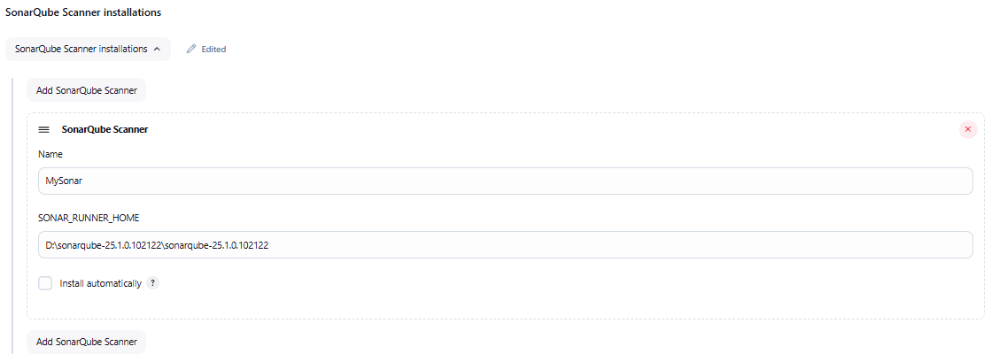 SonarQube Scanner installations
SonarQube Scanner installations
Edited
Add SonarQube Scanner
SonarQube Scanner
Name
MySonar
SONAR_RUNNER_HOME
D:\sonarqube-25.1.0.102122\sonarqube-25.1.0.102122
Install automatically ?
Add SonarQube Scanner